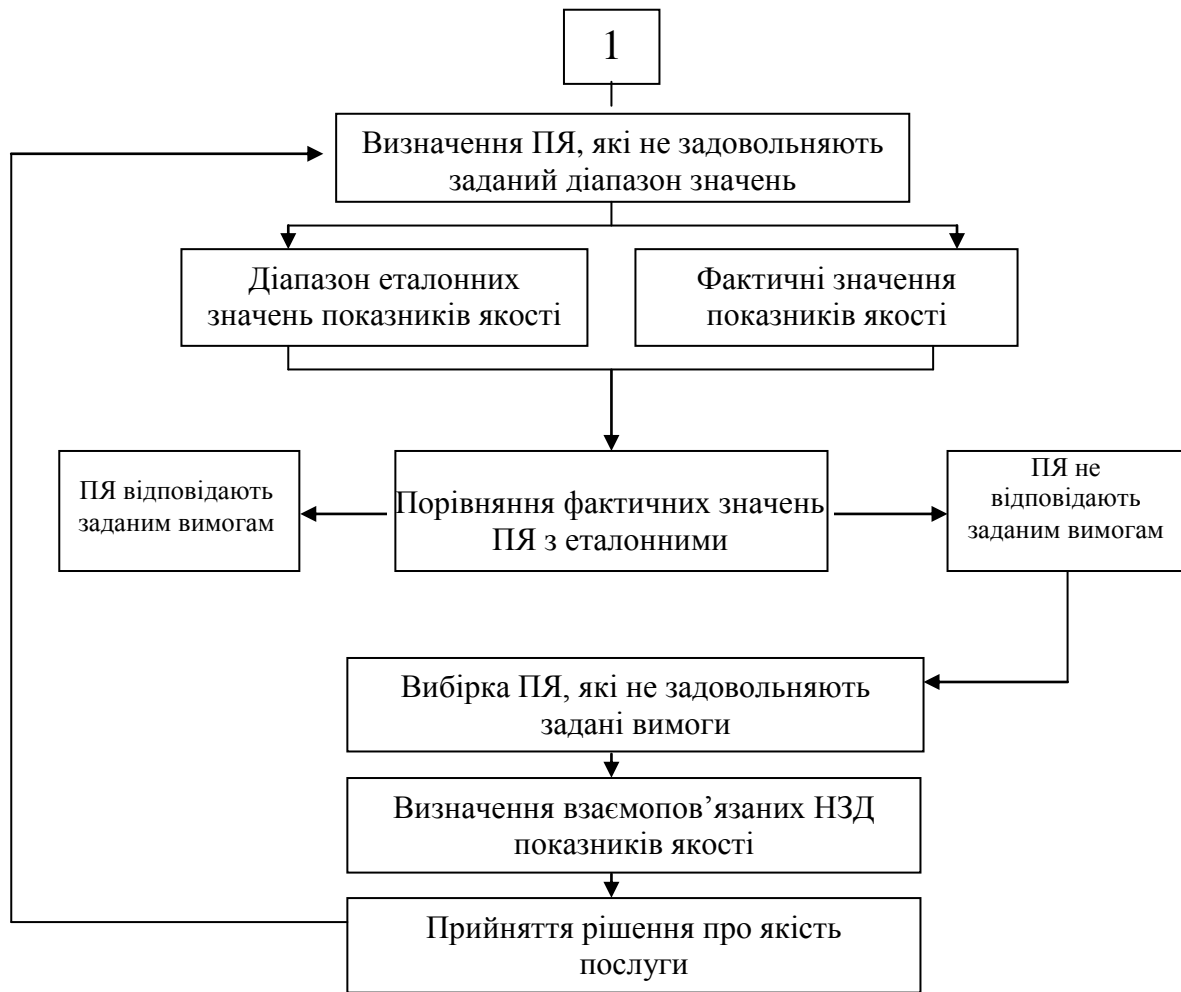 1
Визначення ПЯ, які не задовольняють
заданий діапазон значень
Діапазон еталонних
значень показників якості
Фактичні значення
показників якості
ПЯ відповідають
заданим вимогам
Порівняння фактичних значень
ПЯ з еталонними
ПЯ не
відповідають
заданим вимогам
Вибірка ПЯ, які не задовольняють
задані вимоги
Визначення взаємопов’язаних НЗД
показників якості
Прийняття рішення про якість
послуги